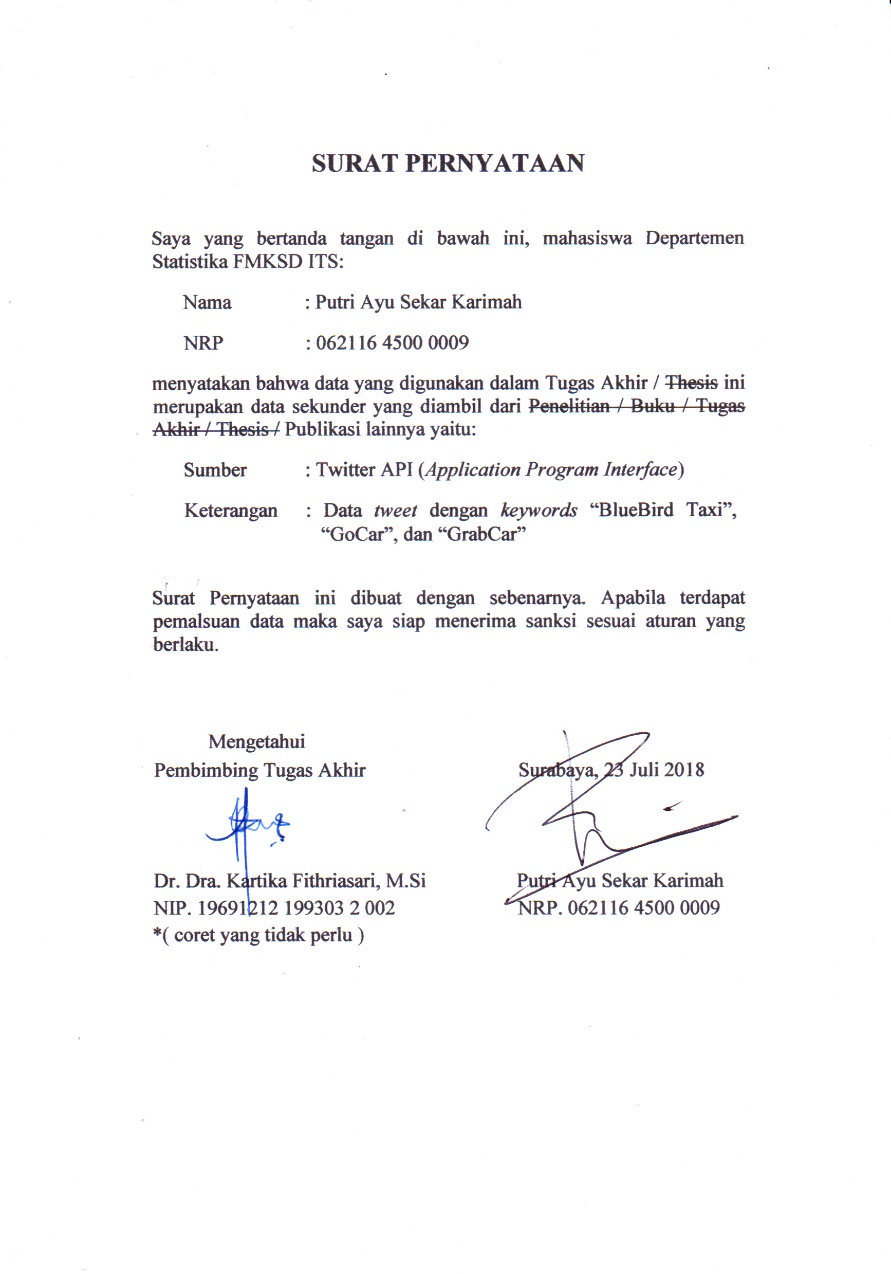 SURAT PERNYATAAN
Saya yang bertanda tangan di bawah ini, mahasiswa Departemen
Statistika FMKSD ITS:
Nama : Putri Ayu Sekar Karimah
NRP : 062116 4500 0009
menyatakan bahwa data yang digunakan dalam Tugas Akhir / Thesis ini
merupakan data sekunder yang diambil dari Penelitian / Buku / Tugas
Akhir / Thesis / Publikasi lainnya yaitu:
Sumber : Twitter API (Application Program Interface)
Keterangan : Data tweet dengan keywords “BlueBird Taxi”,
“GoCar”, dan “GrabCar”
Surat Pernyataan ini dibuat dengan sebenarnya. Apabila terdapat
pemalsuan data maka saya siap menerima sanksi sesuai aturan yang
berlaku.
Mengetahui
Pembimbing Tugas Akhir
Surabaya, 23 Juli 2018
Dr. Dra. Kartika Fithriasari, M.Si
NIP. 19691212 199303 2 002
*( coret yang tidak perlu )
Putri Ayu Sekar Karimah
NRP. 062116 4500 0009